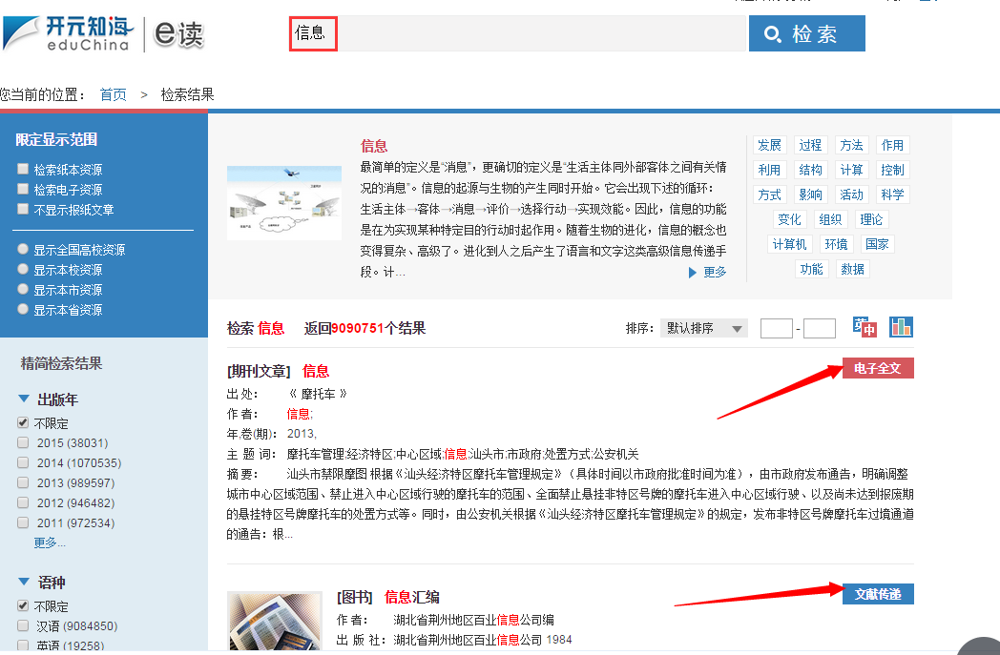 开元知海
eduChina
e读
信息
检 索
您当前的位置： 首页 > 检索结果
限定显示范围
检索纸本资源
检索电子资源
不显示报纸文章
显示全国高校资源
显示本校资源
显示本市资源
显示本省资源
精简检索结果
出版年
不限定
2015 (38031)
2014 (1070535)
2013 (989597)
2012 (946482)
2011 (972534)
更多...
语种
不限定
汉语 (9084850)
英语 (19258)
信息
最简单的定义是“消息”，更确切的定义是“生活主体同外部客体之间有关情
况的消息”。信息的起源与生物的产生同时开始。它会出现下述的循环：
生活主体→客体→消息→评价→选择行动→实现效能。因此，信息的功能
是在为实现某种特定目的行动时起作用。随着生物的进化，信息的概念也
变得复杂、高级了。进化到人之后产生了语言和文字这类高级信息传递手
段。计...
更多
发展 过程 方法 作用
利用 结构 计算 控制
方式 影响 活动 科学
变化 组织 理论
计算机 环境 国家
功能 数据
检索 信息 返回9090751个结果
排序： 默认排序 - 英中
[期刊文章] 信息
电子全文
出 处： 《 摩托车 》
作 者： 信息;
年,卷(期)： 2013,
主 题 词： 摩托车管理;经济特区;中心区域;信息;汕头市;市政府;处置方式;公安机关
摘 要： 汕头市禁限摩图 根据《汕头经济特区摩托车管理规定》（具体时间以市政府批准时间为准），由市政府发布通告，明确调整
城市中心区域范围、禁止进入中心区域行驶的摩托车的范围、全面禁止悬挂非特区号牌的摩托车进入中心区域行驶、以及尚未达到报废期
的悬挂特区号牌摩托车的处置方式等。同时，由公安机关根据《汕头经济特区摩托车管理规定》的规定，发布非特区号牌摩托车过境通道
的通告：根...
[图书] 信息汇编
文献传递
作 者： 湖北省荆州地区百业信息公司编
出 版 社： 湖北省荆州地区百业信息公司 1984